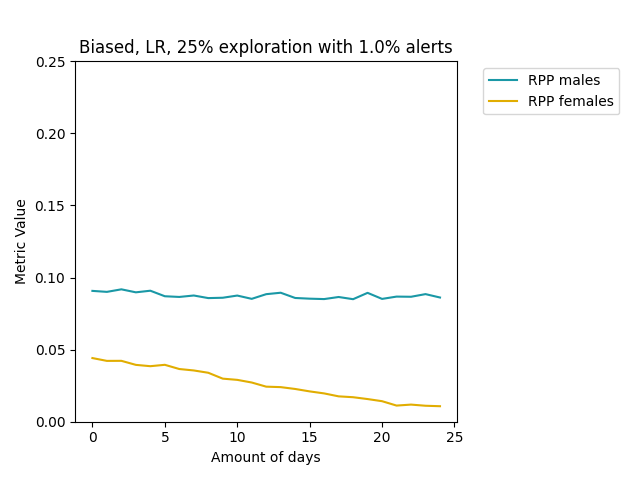 Biased, LR, 25% exploration with 1.0% alerts
RPP males
RPP females
0.25
0.20
0.15
0.10
0.05
0.00
Metric Value
0 5 10 15 20 25
Amount of days